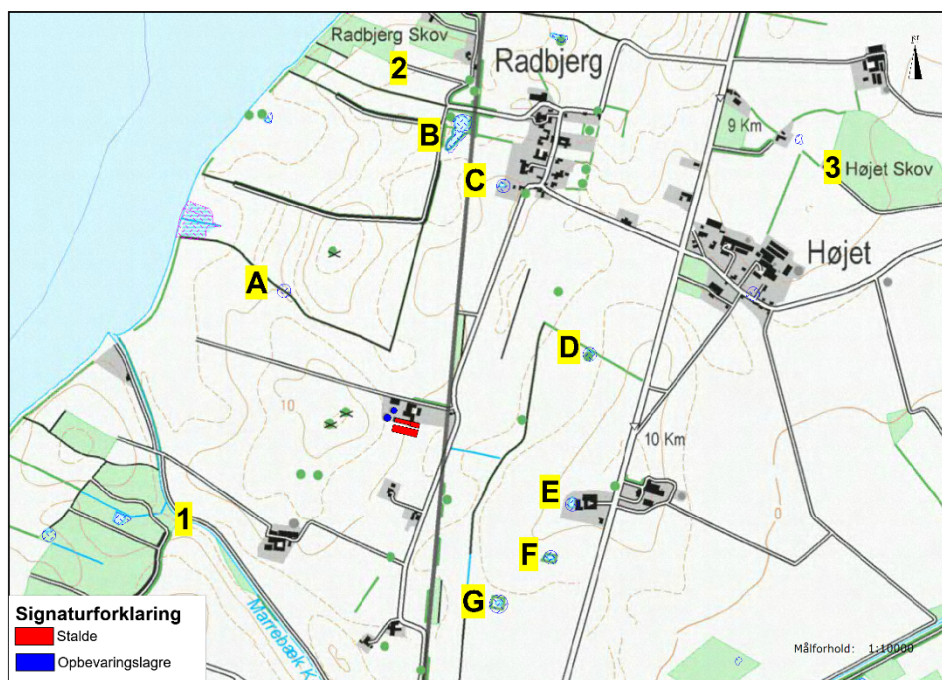 Radbjerg Skov
2
Radbjerg
B
9 Km
C
3
Højet Skov
Højet
A
D
10
10 Km
E
0
1
F
G
Marrebæk K
Signaturforklaring
Stalde
Opbevaringslagre
Målforhold: 1:10000